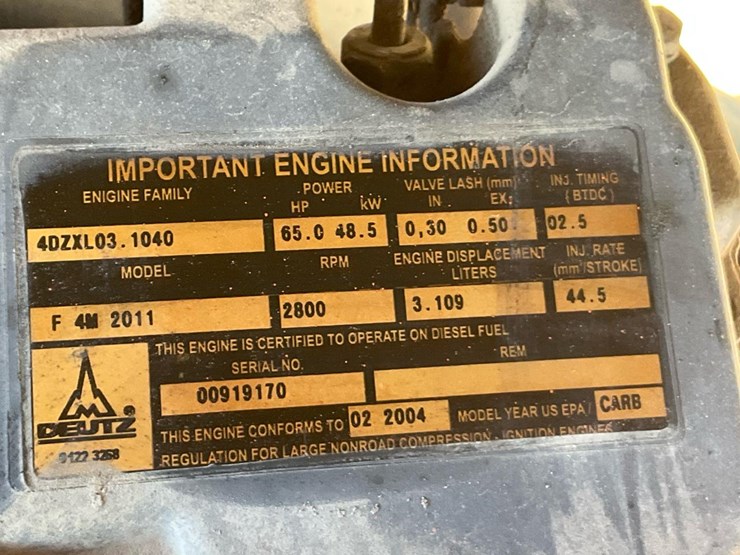 IMPORTANT ENGINE INFORMATION
ENIGINE FAMILY POWER VALVE LASH (mm) INJ. TIMING
HP kW IN EX: (BTDC)
4DZXL03.1040 65.0 48.5 0,30 0.50 02.5
MODEL RPM ENGINE DISPLACEMENT INJ. RATE
LITERS (mm³/STROKE)
F 4M 2011 2800 3.109 44.5
THIS ENGINE IS CERTIFIED TO OPERATE ON DIESEL FUEL
SERIAL NO. REM
00919170
DEUTZ ®
THIS ENGINE CONFORMS TO 02 2004 MODEL YEAR US EPA / CARB
REGULATION FOR LARGE NONROAD COMPRESSION - IGNITION ENGINES